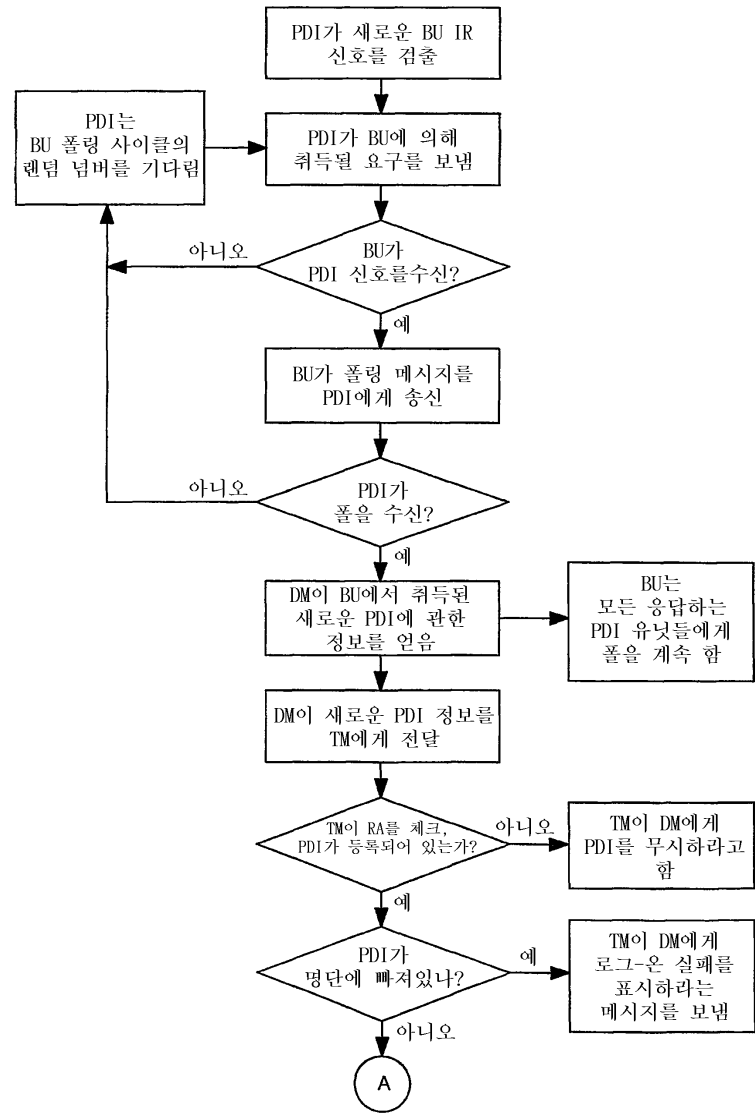 PDI가 새로운 BU IR
신호를 검출
PDI는
BU 폴링 사이클의
랜덤 넘버를 기다림
PDI가 BU에 의해
취득될 요구를 보냄
아니오
BU가
PDI 신호를수신?
예
BU가 폴링 메시지를
PDI에게 송신
아니오
PDI가
폴을 수신?
예
DM이 BU에서 취득된
새로운 PDI에 관한
정보를 얻음
BU는
모든 응답하는
PDI 유닛들에게
폴을 계속 함
DM이 새로운 PDI 정보를
TM에게 전달
TM이 RA를 체크,
PDI가 등록되어 있는가?
아니오
TM이 DM에게
PDI를 무시하라고
함
예
PDI가
명단에 빠져있나?
예
TM이 DM에게
로그-온 실패를
표시하라는
메시지를 보냄
아니오
A